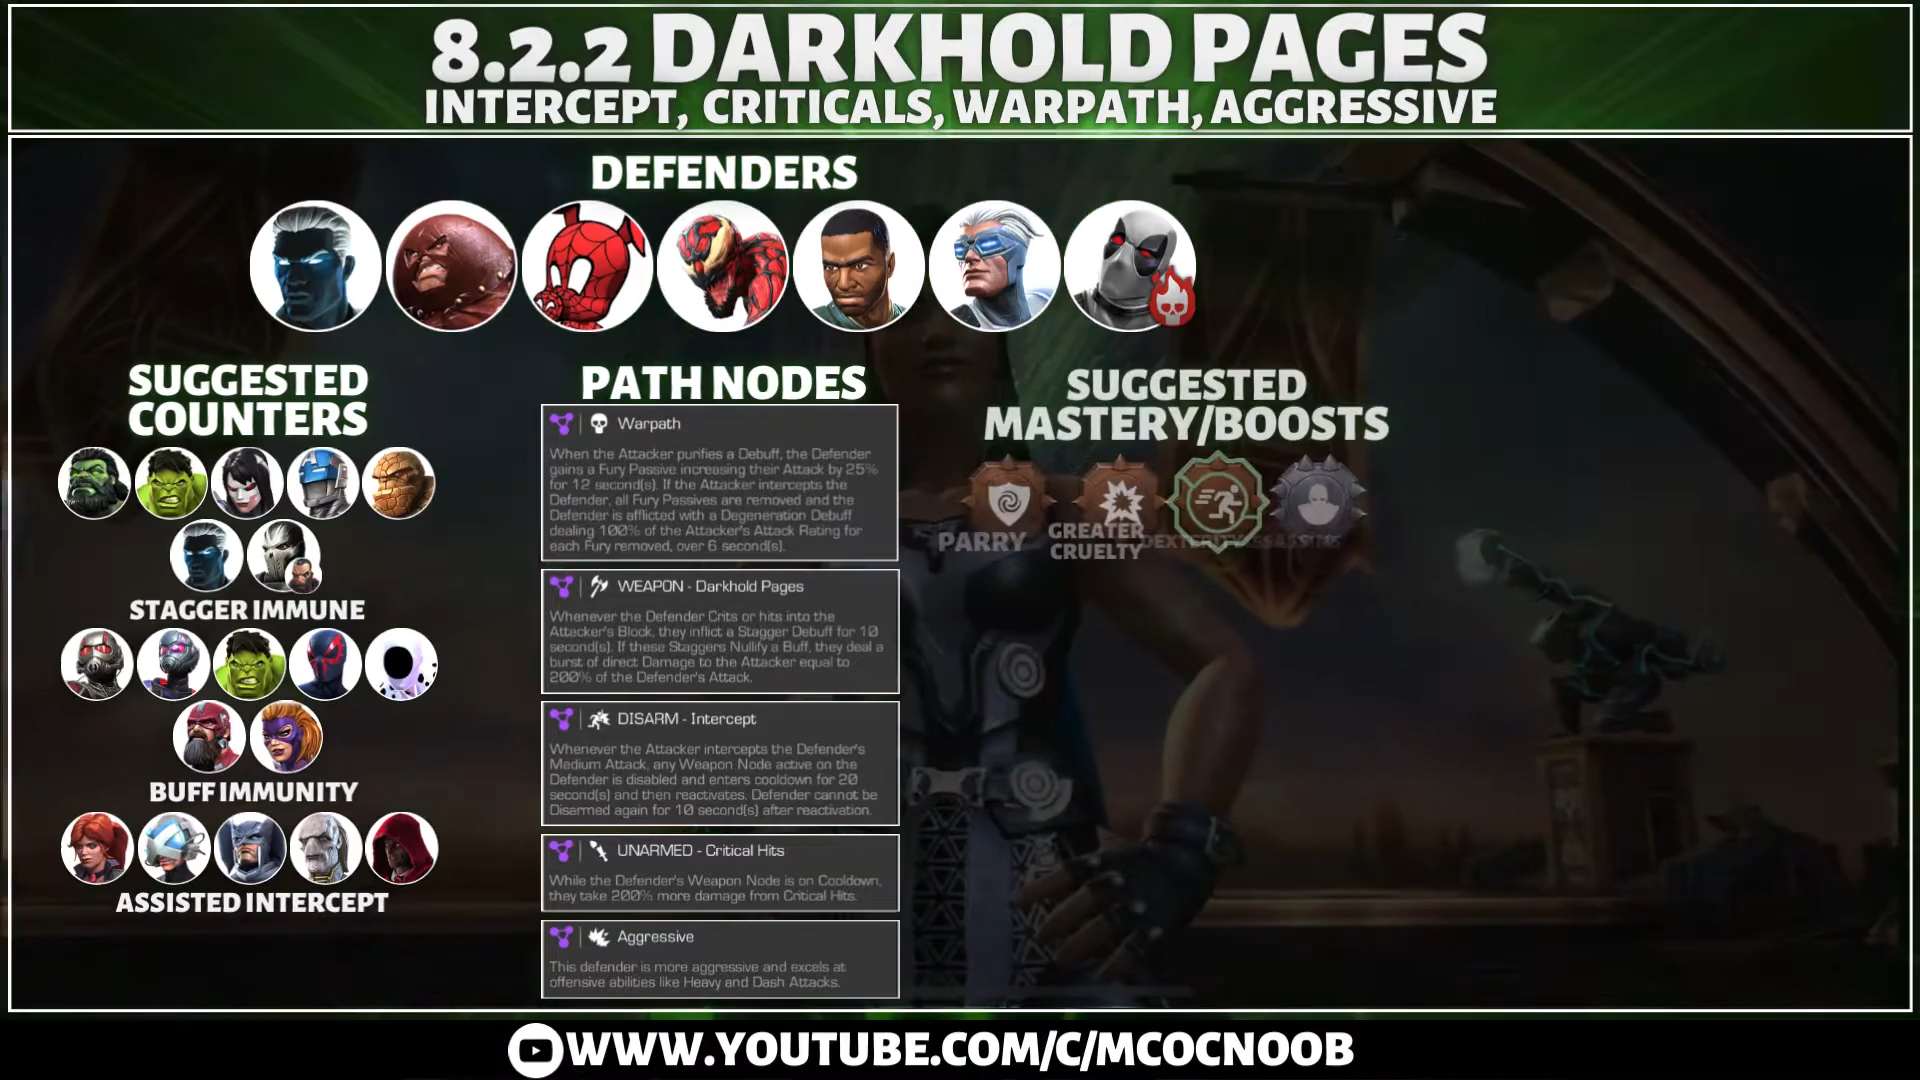 8.2.2 DARKHOLD PAGES
INTERCEPT, CRITICALS, WARPATH, AGGRESSIVE
DEFENDERS
SUGGESTED
COUNTERS
STAGGER IMMUNE
BUFF IMMUNITY
ASSISTED INTERCEPT
PATH NODES
Warpath
When the Attacker purifies a Debuff, the Defender
gains a Fury Passive increasing their Attack by 25%
for 12 second(s). If the Attacker intercepts the
Defender, all Fury Passives are removed and the
Defender is afflicted with a Degeneration Debuff
dealing 100% of the Attacker's Attack Rating for
each Fury removed, over 6 second(s).
WEAPON - Darkhold Pages
Whenever the Defender Crits or hits into the
Attacker's Block, they inflict a Stagger Debuff for 10
second(s). If these Staggers Nullify a Buff, they deal a
burst of direct Damage to the Attacker equal to
200% of the Defender's Attack.
DISARM - Intercept
Whenever the Attacker intercepts the Defender's
Medium Attack, any Weapon Node active on the
Defender is disabled and enters cooldown for 20
second(s) and then reactivates. Defender cannot be
Disarmed again for 10 second(s) after reactivation.
UNARMED - Critical Hits
While the Defender's Weapon Node is on Cooldown,
they take 200% more damage from Critical Hits.
Aggressive
This defender is more aggressive and excels at
offensive abilities like Heavy and Dash Attacks.
SUGGESTED
MASTERY/BOOSTS
PARRY
GREATER
CRUELTY
DEXTERITY
WWW.YOUTUBE.COM/C/MCOCNOOB